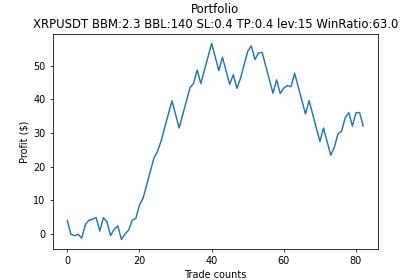 Portfolio
XRPUSDT BBM:2.3 BBL:140 SL:0.4 TP:0.4 lev:15 WinRatio:63.0
Profit ($)
50
40
30
20
10
0
0
20
40
60
80
Trade counts